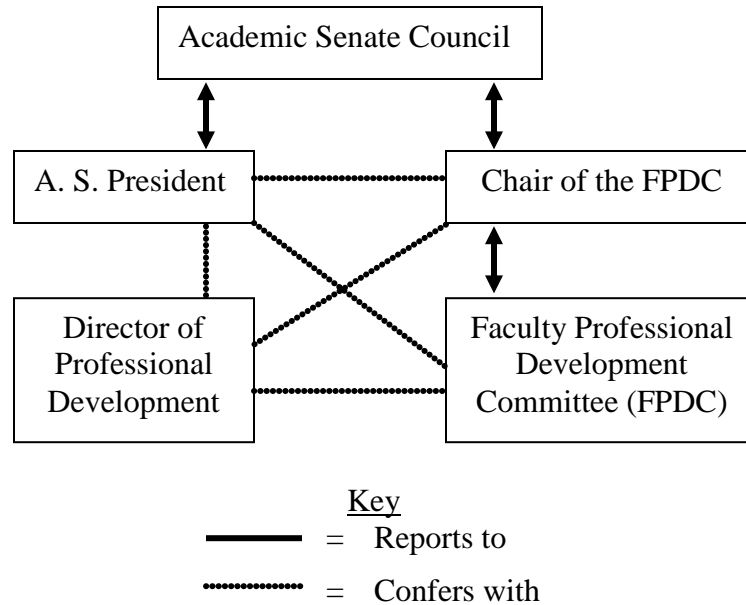 Academic Senate Council
A. S. President
Chair of the FPDC
Director of
Professional
Development
Faculty Professional
Development
Committee (FPDC)
Key
= Reports to
= Confers with